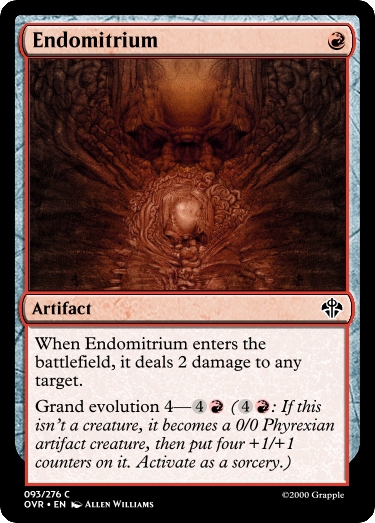 Endomitrium
Artifact
When Endomitrium enters the
battlefield, it deals 2 damage to any
target.
Grand evolution 4—4R (4R: If this
isn't a creature, it becomes a 0/0 Phyrexian
artifact creature, then put four +1/+1
counters on it. Activate as a sorcery.)
093/276 C
OVR • EN Allen Williams
©2000 Grapple